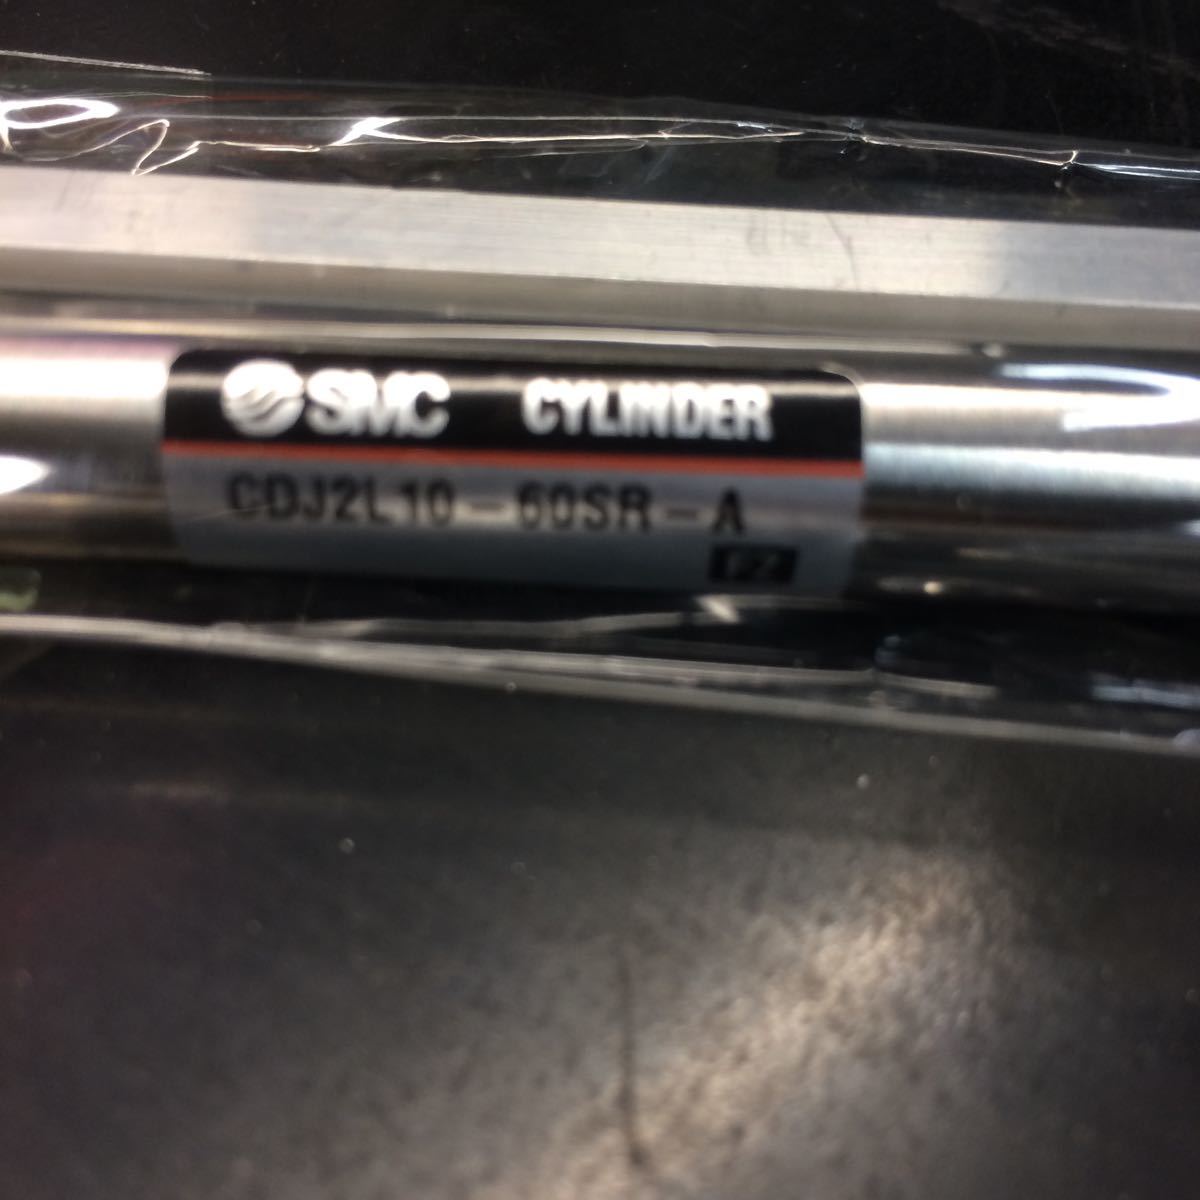 SMC CYLINDER
CDJ2L10-60SR-A